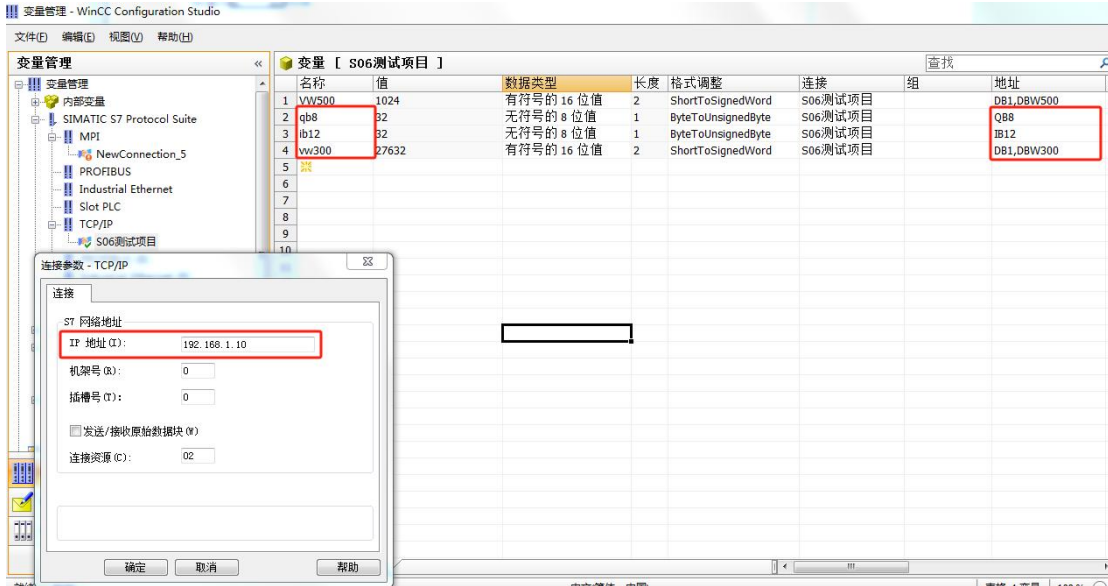 变量管理 - WinCC Configuration Studio
文件(F) 编辑(E) 视图(V) 帮助(H)
变量管理 «
变量 [ S06测试项目 ]
查找
变量管理
内部变量
SIMATIC S7 Protocol Suite
MPI
NewConnection_5
PROFIBUS
Industrial Ethernet
Slot PLC
TCP/IP
S06测试项目
名称 值 数据类型 长度 格式调整 连接 组 地址
1 VW500 1024 有符号的 16 位值 2 ShortToSignedWord S06测试项目 DB1,DBW500
2 qb8 32 无符号的 8 位值 1 ByteToUnsignedByte S06测试项目 QB8
3 ib12 32 无符号的 8 位值 1 ByteToUnsignedByte S06测试项目 IB12
4 vw300 27632 有符号的 16 位值 2 ShortToSignedWord S06测试项目 DB1,DBW300
5
6
7
8
9
10
连接参数 - TCP/IP
连接
S7 网络地址
IP 地址(I): 192.168.1.10
机架号(R): 0
插槽号(T): 0
发送/接收原始数据块(W)
连接资源(C): 02
确定 取消 帮助